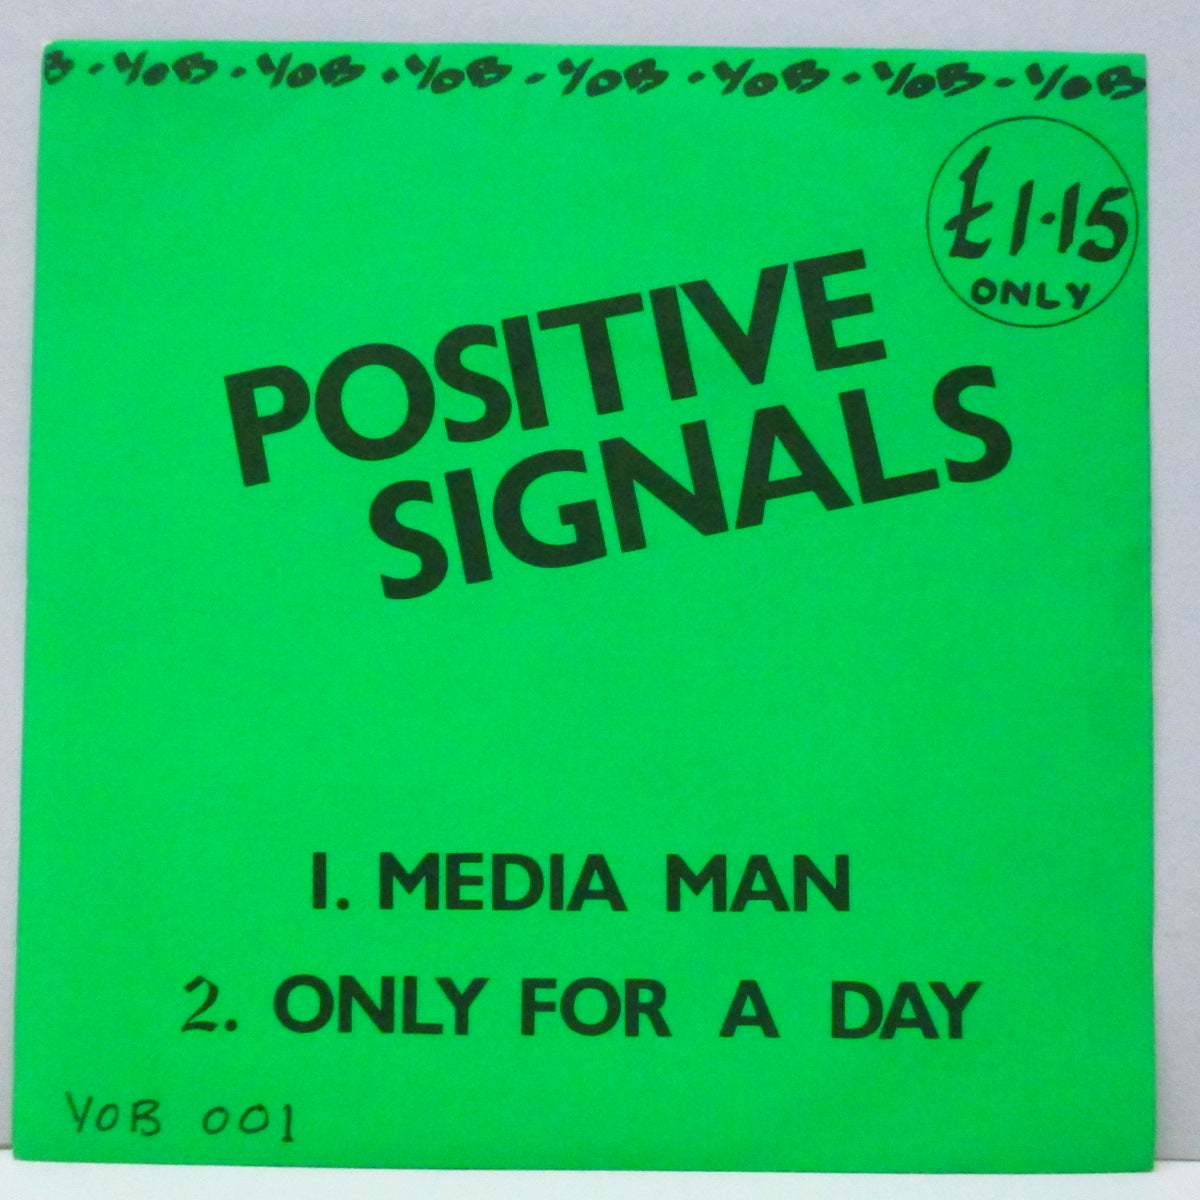 B · YOB · YOB · YOB · YOB · YOB · YOB · YOB
£1·15
ONLY
POSITIVE
SIGNALS
1. MEDIA MAN
2. ONLY FOR A DAY
YOB 001